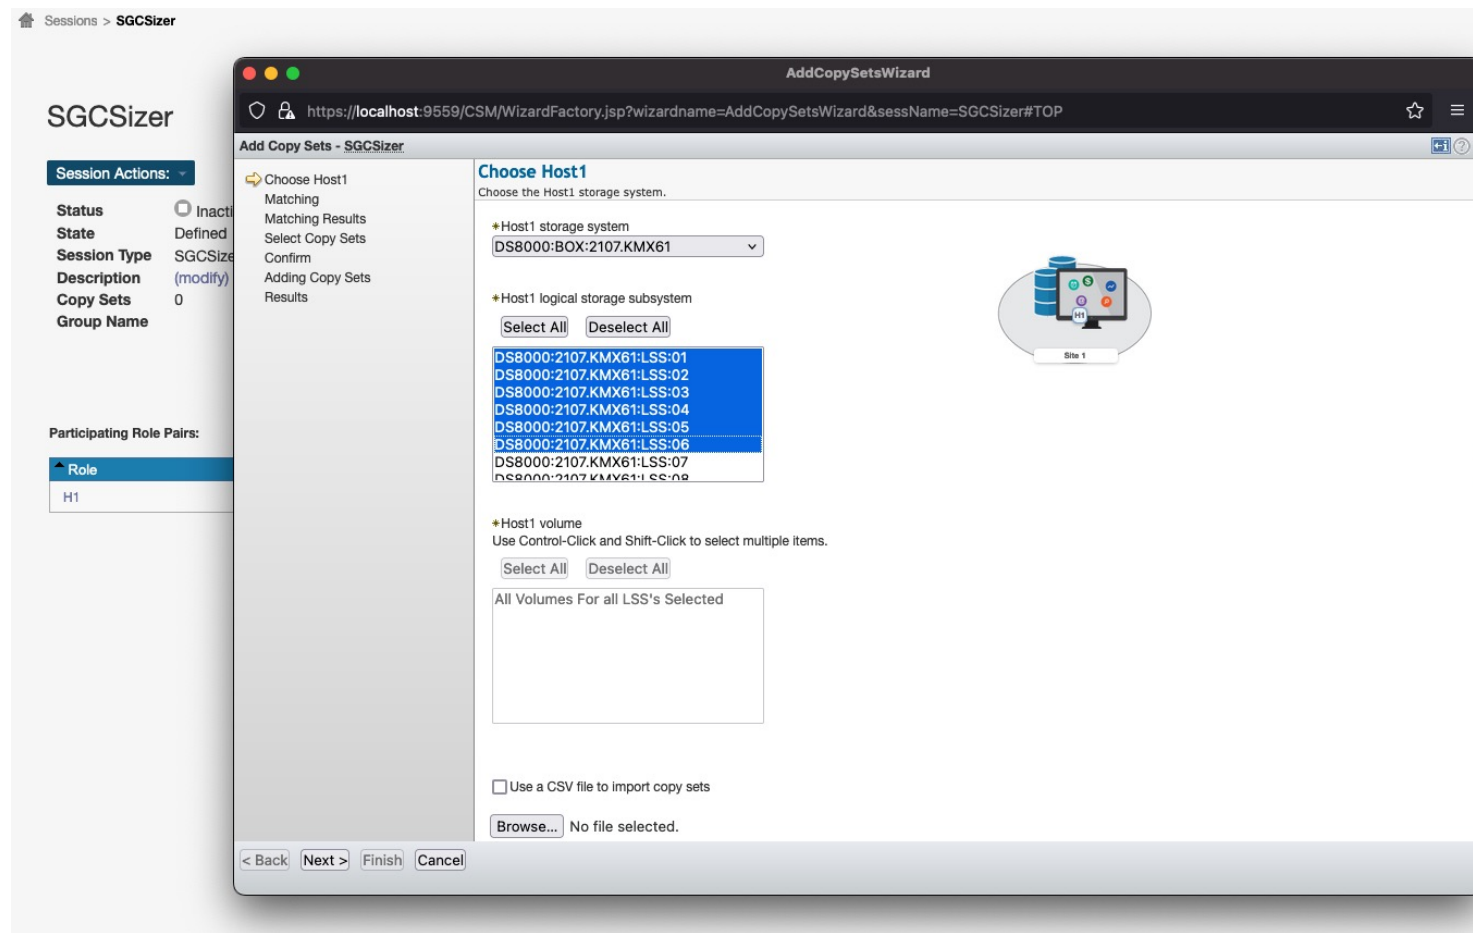 Sessions > SGCSizer
SGCSizer
Session Actions:
Status Inacti
State Defined
Session Type SGCSize
Description (modify)
Copy Sets 0
Group Name
Participating Role Pairs:
Role
H1
AddCopySetsWizard
https://localhost:9559/CSM/WizardFactory.jsp?wizardname=AddCopySetsWizard&sessName=SGCSizer#TOP
Add Copy Sets - SGCSizer
Choose Host1
Matching
Matching Results
Select Copy Sets
Confirm
Adding Copy Sets
Results
Choose Host1
Choose the Host1 storage system.
*Host1 storage system
DS8000:BOX:2107.KMX61
*Host1 logical storage subsystem
Select All Deselect All
DS8000:2107.KMX61:LSS:01
DS8000:2107.KMX61:LSS:02
DS8000:2107.KMX61:LSS:03
DS8000:2107.KMX61:LSS:04
DS8000:2107.KMX61:LSS:05
DS8000:2107.KMX61:LSS:06
DS8000:2107.KMX61:LSS:07
DS8000:2107.KMX61:LSS:08
H1
Site 1
*Host1 volume
Use Control-Click and Shift-Click to select multiple items.
Select All Deselect All
All Volumes For all LSS's Selected
Use a CSV file to import copy sets
Browse... No file selected.
< Back Next > Finish Cancel